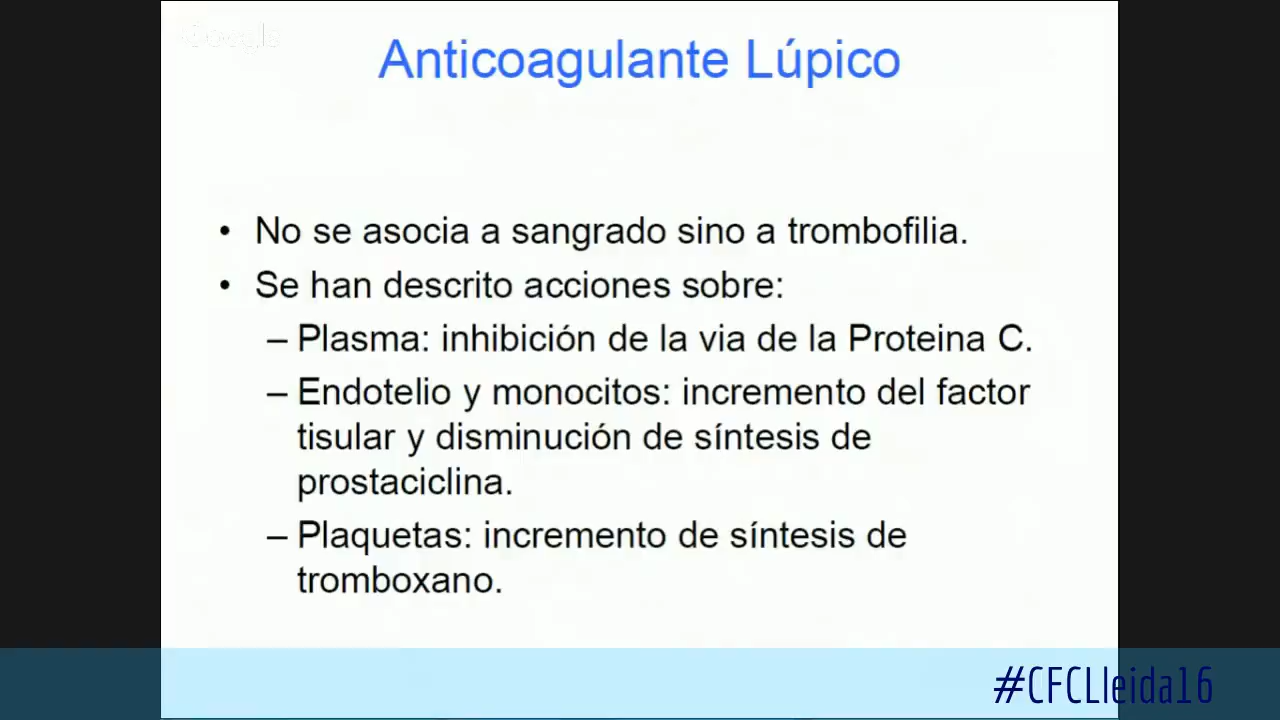 Google
Anticoagulante Lúpico
• No se asocia a sangrado sino a trombofilia.
• Se han descrito acciones sobre:
– Plasma: inhibición de la via de la Proteina C.
– Endotelio y monocitos: incremento del factor
tisular y disminución de síntesis de
prostaciclina.
– Plaquetas: incremento de síntesis de
tromboxano.
#CFCLleida16